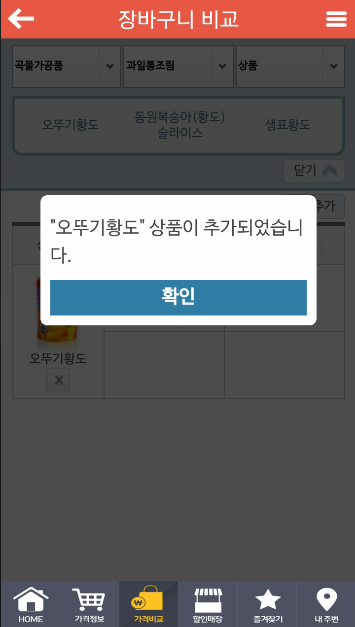 장바구니 비교
곡물가공품 과일통조림 상품
오뚜기황도 동원복숭아(황도) 슬라이스 샘표황도
닫기
추가
"오뚜기황도" 상품이 추가되었습니
다.
확인
오뚜기황도
X
HOME 가격정보 가격비교 할인매장 즐겨찾기 내 주변